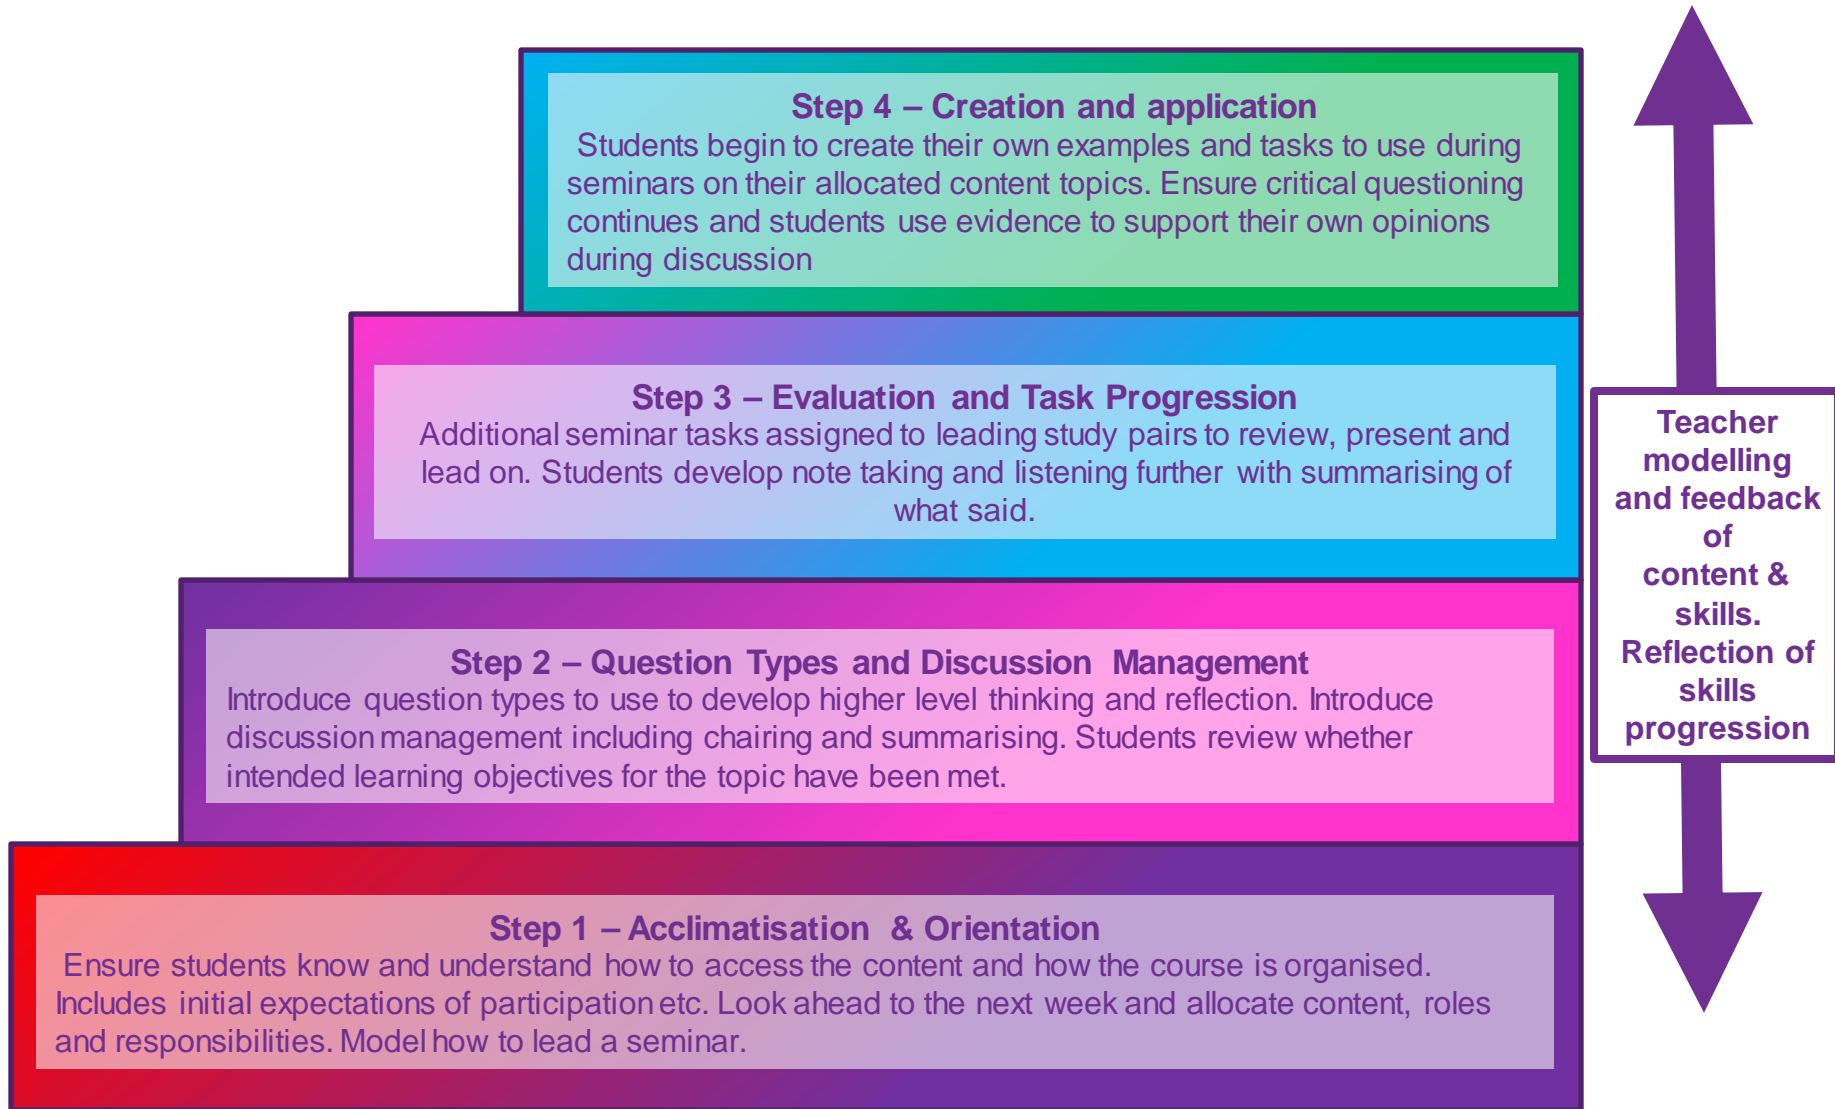 Step 4 – Creation and application
Students begin to create their own examples and tasks to use during
seminars on their allocated content topics. Ensure critical questioning
continues and students use evidence to support their own opinions
during discussion
Step 3 – Evaluation and Task Progression
Additional seminar tasks assigned to leading study pairs to review, present and
lead on. Students develop note taking and listening further with summarising of
what said.
Step 2 – Question Types and Discussion Management
Introduce question types to use to develop higher level thinking and reflection. Introduce
discussion management including chairing and summarising. Students review whether
intended learning objectives for the topic have been met.
Step 1 – Acclimatisation & Orientation
Ensure students know and understand how to access the content and how the course is organised.
Includes initial expectations of participation etc. Look ahead to the next week and allocate content, roles
and responsibilities. Model how to lead a seminar.
Teacher
modelling
and feedback
of
content &
skills.
Reflection of
skills
progression